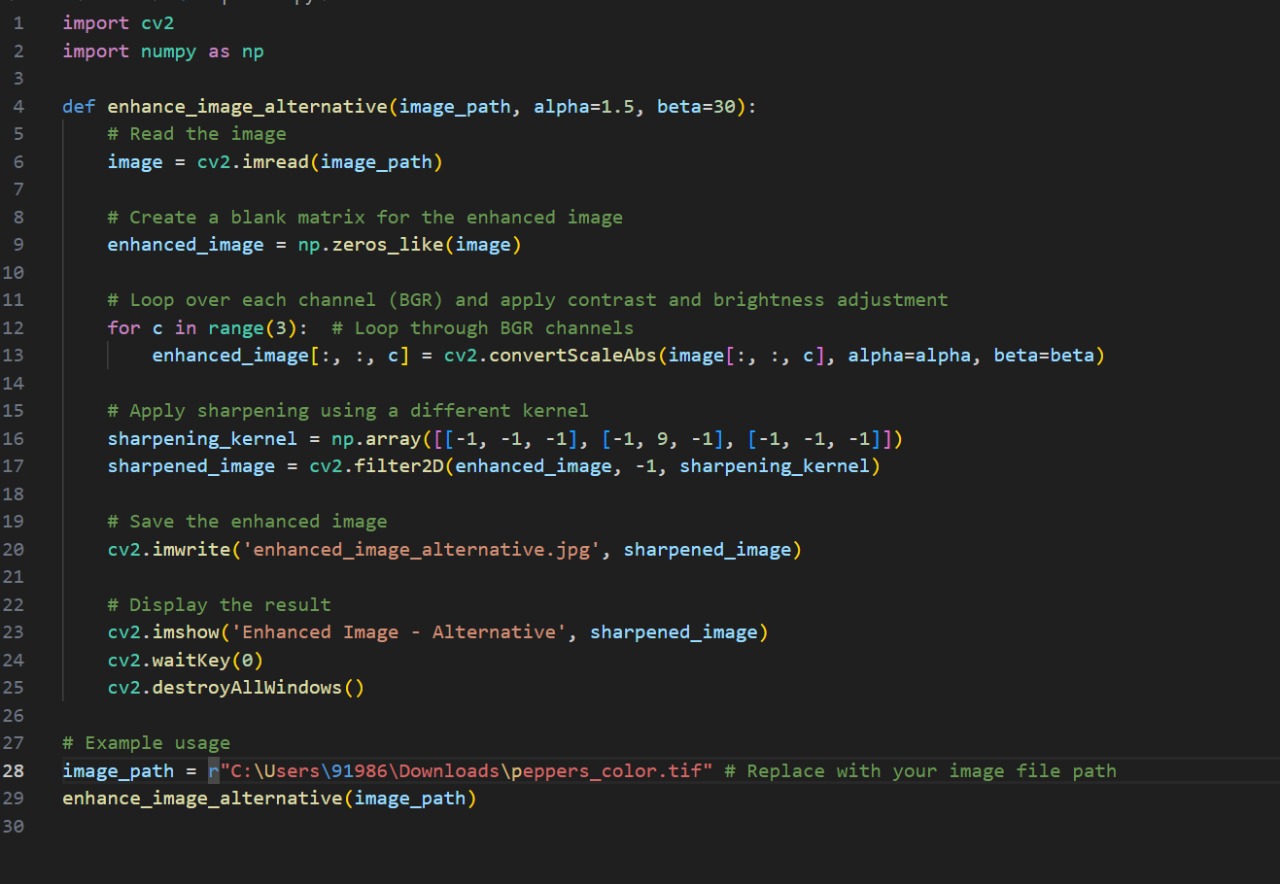 1 import cv2
2 import numpy as np
3
4 def enhance_image_alternative(image_path, alpha=1.5, beta=30):
5     # Read the image
6     image = cv2.imread(image_path)
7
8     # Create a blank matrix for the enhanced image
9     enhanced_image = np.zeros_like(image)
10
11     # Loop over each channel (BGR) and apply contrast and brightness adjustment
12     for c in range(3):  # Loop through BGR channels
13         enhanced_image[:, :, c] = cv2.convertScaleAbs(image[:, :, c], alpha=alpha, beta=beta)
14
15     # Apply sharpening using a different kernel
16     sharpening_kernel = np.array([[-1, -1, -1], [-1, 9, -1], [-1, -1, -1]])
17     sharpened_image = cv2.filter2D(enhanced_image, -1, sharpening_kernel)
18
19     # Save the enhanced image
20     cv2.imwrite('enhanced_image_alternative.jpg', sharpened_image)
21
22     # Display the result
23     cv2.imshow('Enhanced Image - Alternative', sharpened_image)
24     cv2.waitKey(0)
25     cv2.destroyAllWindows()
26
27 # Example usage
28 image_path = r"C:\Users\91986\Downloads\peppers_color.tif" # Replace with your image file path
29 enhance_image_alternative(image_path)
30